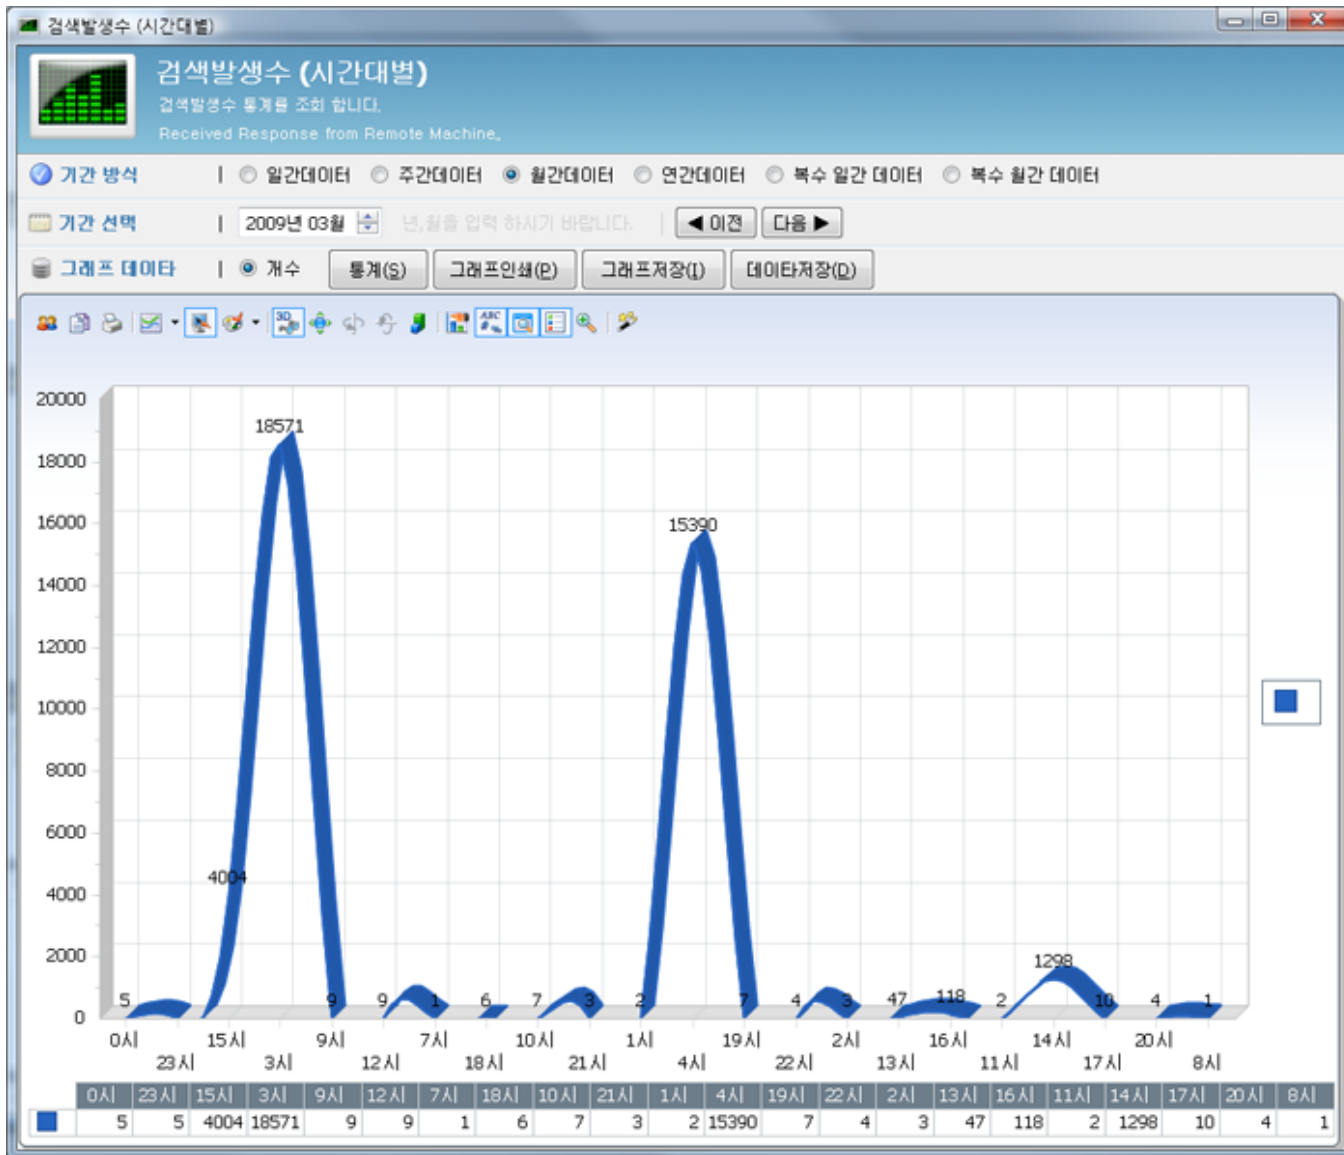 검색발생수 (시간대별)
검색발생수 (시간대별)
검색발생수 통계를 조회 합니다.
Received Response from Remote Machine.
기간 방식 | 일간데이터 주간데이터 월간데이터 연간데이터 복수 일간 데이터 복수 월간 데이터
기간 선택 | 2009년 03월 년,월을 입력 하시기 바랍니다. | ◀ 이전 다음 ▶
그래프 데이타 | 개수 통계(S) 그래프인쇄(P) 그래프저장(I) 데이타저장(D)
3D ABC
20000
18571
18000
16000
15390
14000
12000
10000
8000
6000
4004
4000
2000
1298
5 9 9 1 6 7 3 2 7 4 3 47 118 2 10 4 1
0
0시 15시 9시 7시 10시 1시 19시 2시 16시 14시 20시
23시 3시 12시 18시 21시 4시 22시 13시 11시 17시 8시
0시 23시 15시 3시 9시 12시 7시 18시 10시 21시 1시 4시 19시 22시 2시 13시 16시 11시 14시 17시 20시 8시
5 5 4004 18571 9 9 1 6 7 3 2 15390 7 4 3 47 118 2 1298 10 4 1